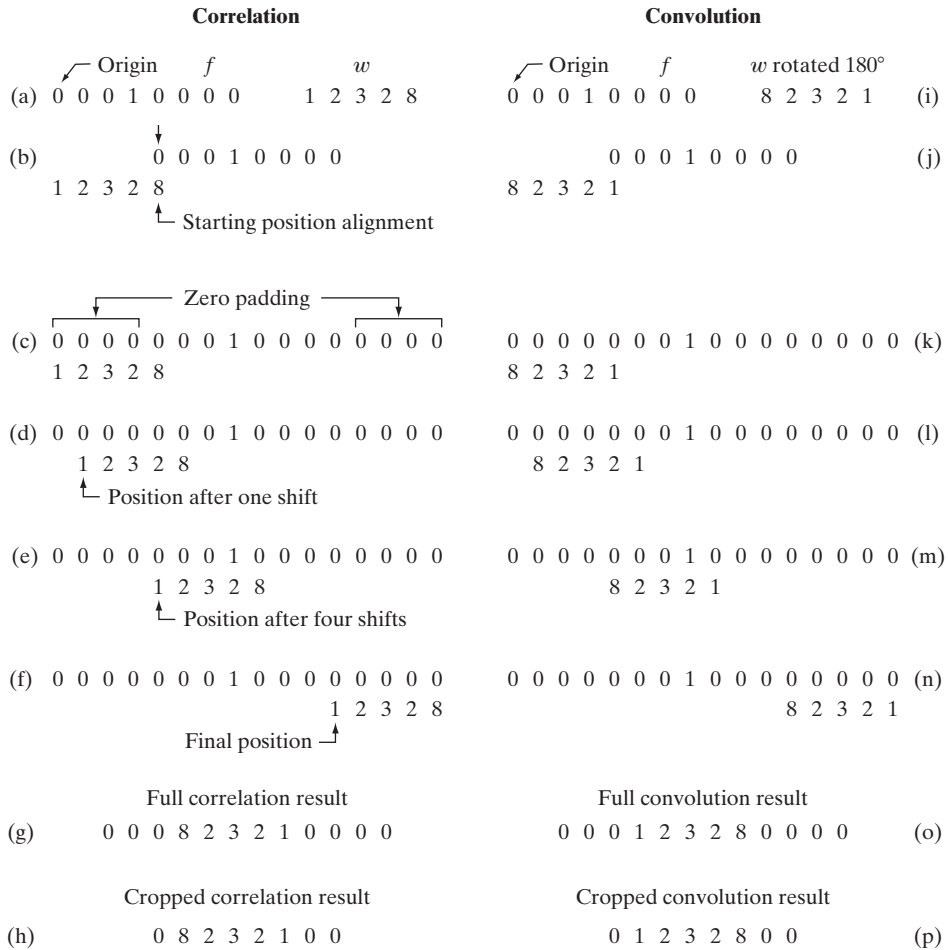 Correlation
Convolution
Origin f w
Origin f w rotated 180°
(a) 0 0 0 1 0 0 0 0 1 2 3 2 8
0 0 0 1 0 0 0 0 8 2 3 2 1 (i)
(b) 0 0 0 1 0 0 0 0
0 0 0 1 0 0 0 0 (j)
1 2 3 2 8
8 2 3 2 1
Starting position alignment
Zero padding
(c) 0 0 0 0 0 0 0 1 0 0 0 0 0 0 0 0
0 0 0 0 0 0 0 1 0 0 0 0 0 0 0 0 (k)
1 2 3 2 8
8 2 3 2 1
(d) 0 0 0 0 0 0 0 1 0 0 0 0 0 0 0 0
0 0 0 0 0 0 0 1 0 0 0 0 0 0 0 0 (l)
1 2 3 2 8
8 2 3 2 1
Position after one shift
(e) 0 0 0 0 0 0 0 1 0 0 0 0 0 0 0 0
0 0 0 0 0 0 0 1 0 0 0 0 0 0 0 0 (m)
1 2 3 2 8
8 2 3 2 1
Position after four shifts
(f) 0 0 0 0 0 0 0 1 0 0 0 0 0 0 0 0
0 0 0 0 0 0 0 1 0 0 0 0 0 0 0 0 (n)
1 2 3 2 8
8 2 3 2 1
Final position
Full correlation result
Full convolution result
(g) 0 0 0 8 2 3 2 1 0 0 0 0
0 0 0 1 2 3 2 8 0 0 0 0 (o)
Cropped correlation result
Cropped convolution result
(h) 0 8 2 3 2 1 0 0
0 1 2 3 2 8 0 0 (p)